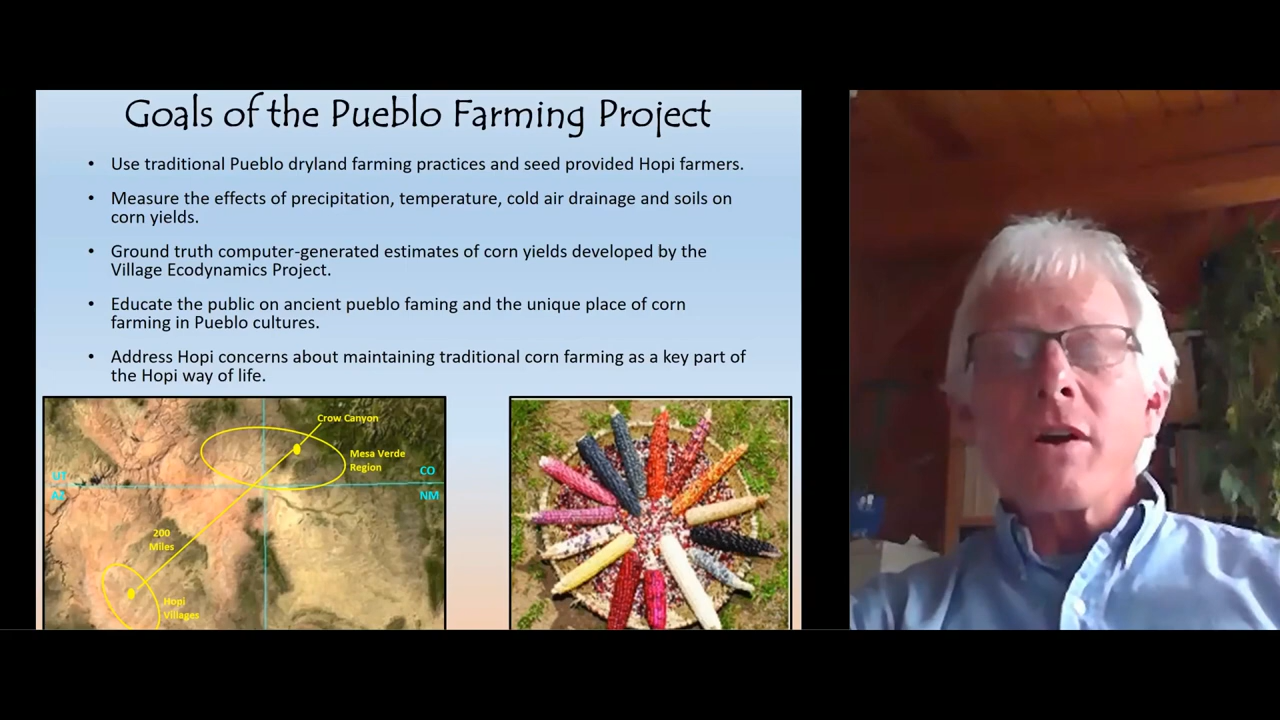 Goals of the Pueblo Farming Project
• Use traditional Pueblo dryland farming practices and seed provided Hopi farmers.
• Measure the effects of precipitation, temperature, cold air drainage and soils on
corn yields.
• Ground truth computer-generated estimates of corn yields developed by the
Village Ecodynamics Project.
• Educate the public on ancient pueblo faming and the unique place of corn
farming in Pueblo cultures.
• Address Hopi concerns about maintaining traditional corn farming as a key part of
the Hopi way of life.
Crow Canyon
Mesa Verde
Region
UT
CO
AZ
NM
200
Miles
Hopi
Villages